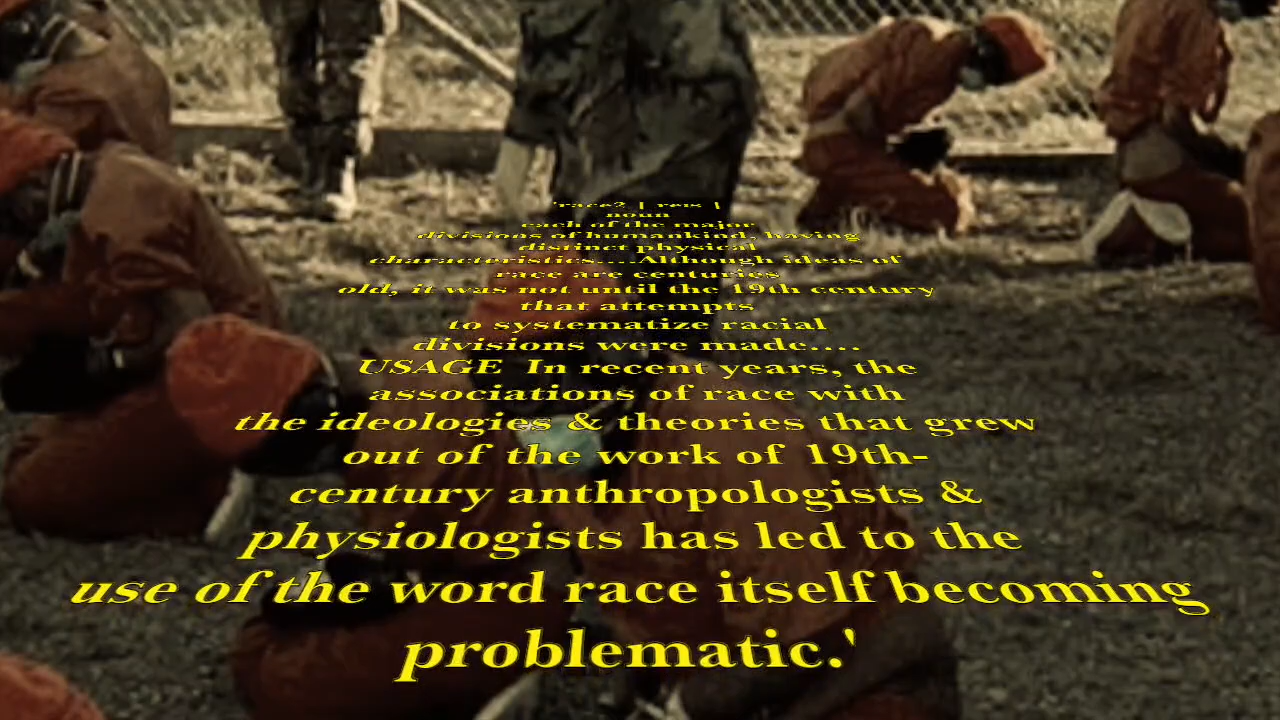 'race2 | reis |
noun
each of the major
divisions of humankind, having
distinct physical
characteristics....Although ideas of
race are centuries
old, it was not until the 19th century
that attempts
to systematize racial
divisions were made....
USAGE In recent years, the
associations of race with
the ideologies & theories that grew
out of the work of 19th-
century anthropologists &
physiologists has led to the
use of the word race itself becoming
problematic.'